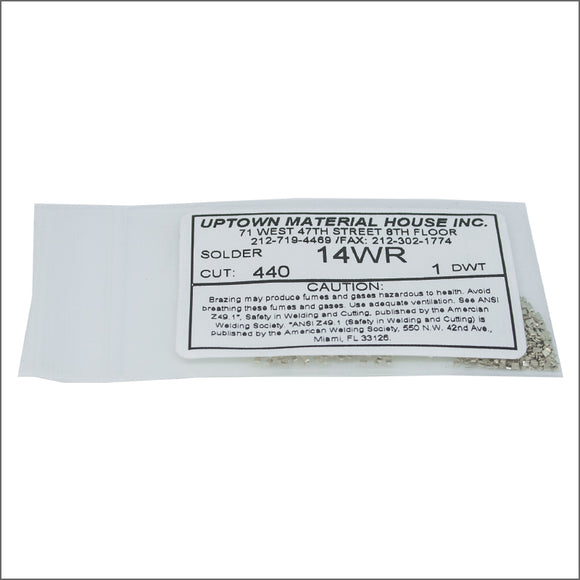 UPTOWN MATERIAL HOUSE INC.
71 WEST 47TH STREET 8TH FLOOR
212-719-4469 /FAX: 212-302-1774
SOLDER 14WR
CUT: 440 1 DWT
CAUTION:
Brazing may produce fumes and gases hazardous to health. Avoid
breathing these fumes and gases. Use adequate ventilation. See ANSI
Z49.1", Safety in Welding and Cutting, published by the Amercian
Welding Society. "ANSI Z49.1 (Safety in Welding and Cutting) is
published by the American Welding Society, 550 N.W. 42nd Ave.,
Miami, FL 33126.